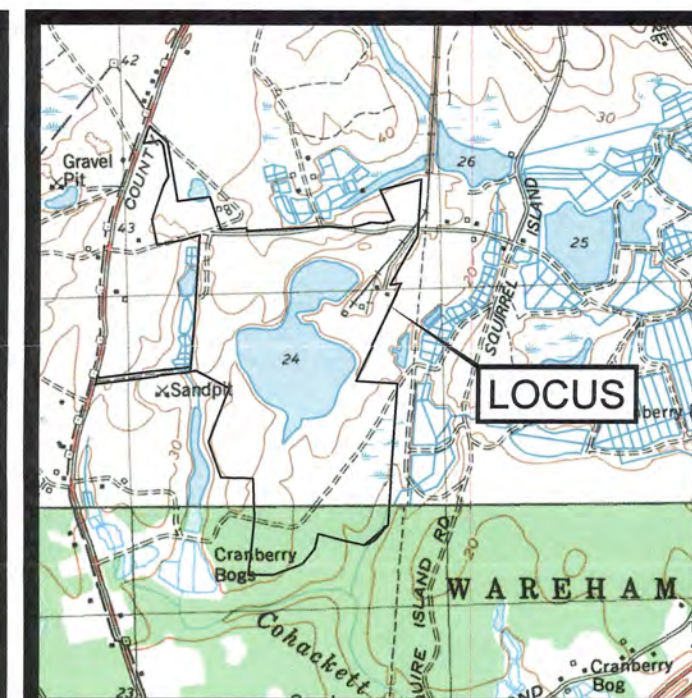 42
30
40
26
Gravel
Pit
COUNTY
43
ISLAND
25
20
SQUIRREL
24
LOCUS
Sandpit
30
Cranberry
Bogs
WAREHAM
20
SQUIRE ISLAND RD
Cohackett
Cranberry
Bog
23